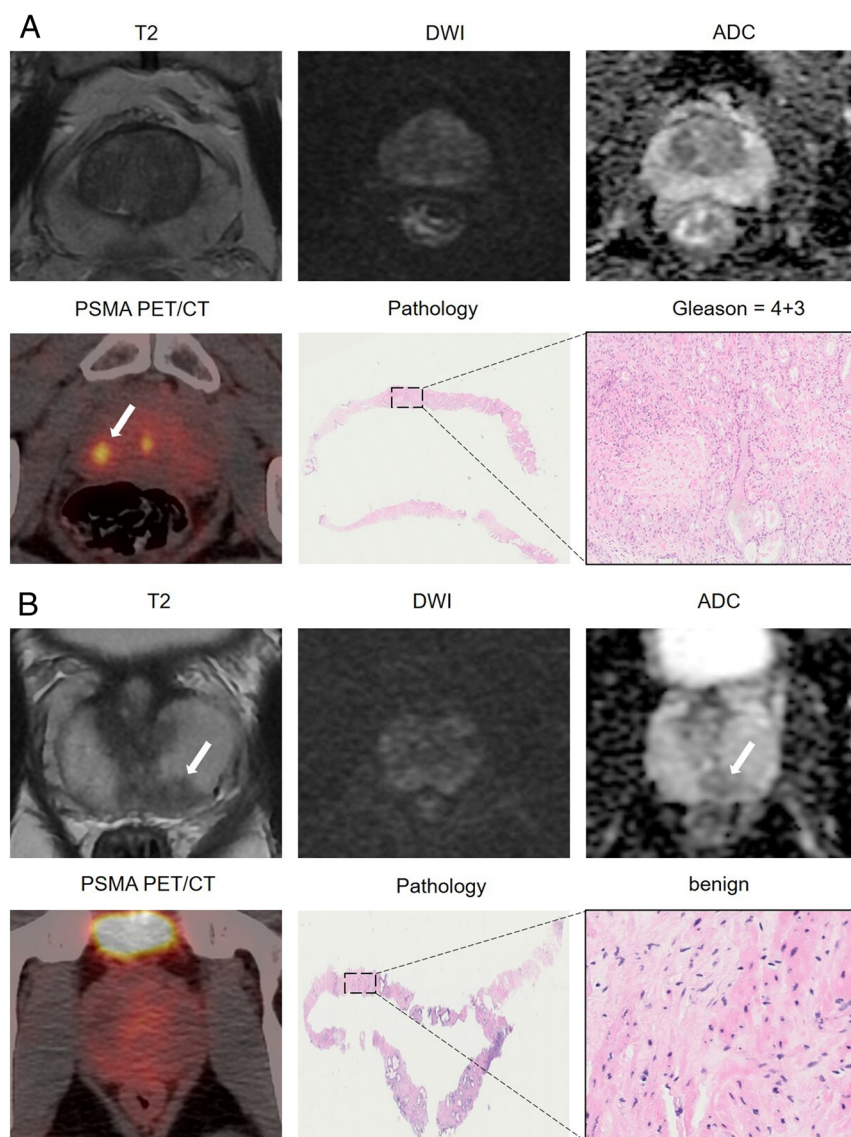 A
T2
DWI
ADC
PSMA PET/CT
Pathology
Gleason = 4+3
B
T2
DWI
ADC
PSMA PET/CT
Pathology
benign